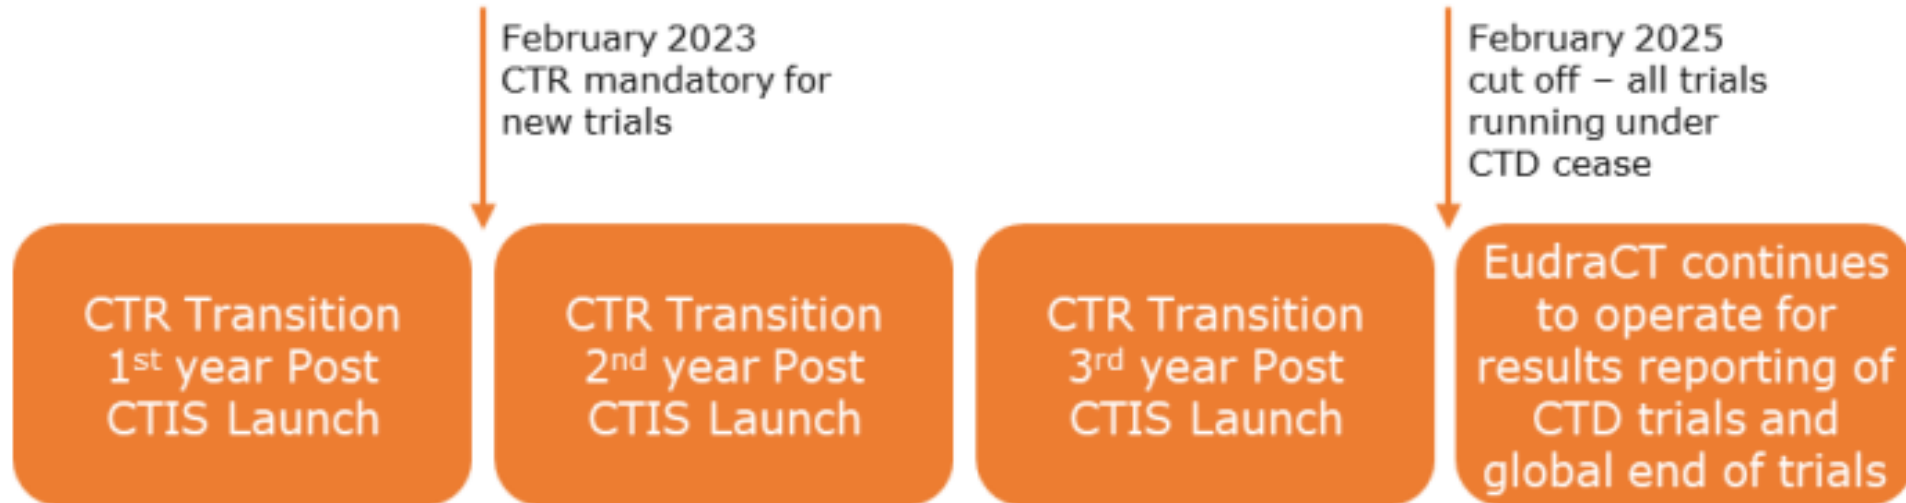 February 2023
CTR mandatory for
new trials
February 2025
cut off – all trials
running under
CTD cease
CTR Transition
1st year Post
CTIS Launch
CTR Transition
2nd year Post
CTIS Launch
CTR Transition
3rd year Post
CTIS Launch
EudraCT continues
to operate for
results reporting of
CTD trials and
global end of trials